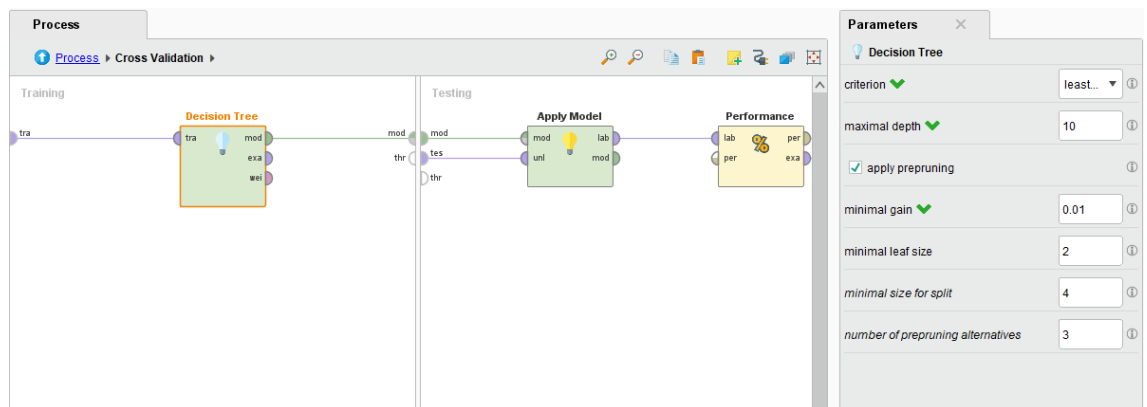 Process
Process ▸ Cross Validation ▸
Training
tra
Decision Tree
tra mod
exa
wei
mod
thr
Testing
mod
tes
thr
Apply Model
mod lab
unl mod
Performance
lab % per
per exa
Parameters ×
Decision Tree
criterion least...
maximal depth 10
apply prepruning
minimal gain 0.01
minimal leaf size 2
minimal size for split 4
number of prepruning alternatives 3